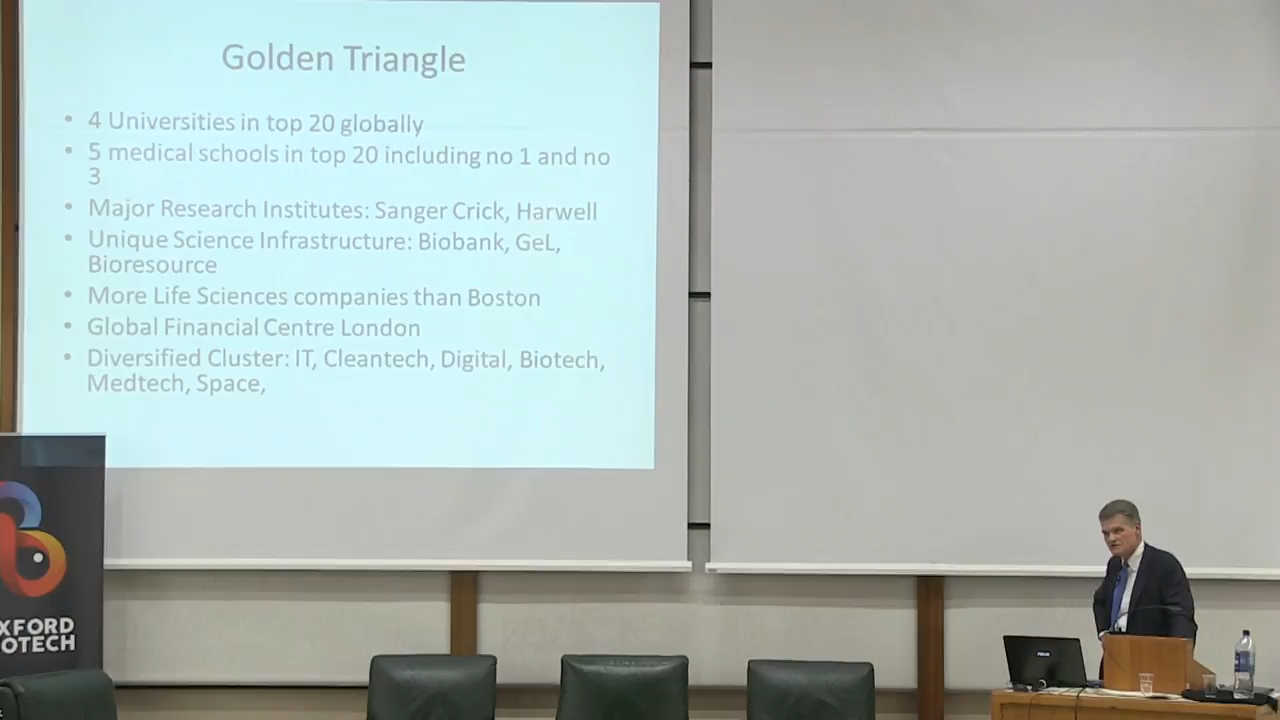 Golden Triangle
• 4 Universities in top 20 globally
• 5 medical schools in top 20 including no 1 and no
3
• Major Research Institutes: Sanger Crick, Harwell
• Unique Science Infrastructure: Biobank, GeL,
Bioresource
• More Life Sciences companies than Boston
• Global Financial Centre London
• Diversified Cluster: IT, Cleantech, Digital, Biotech,
Medtech, Space,
XFORD
OTECH